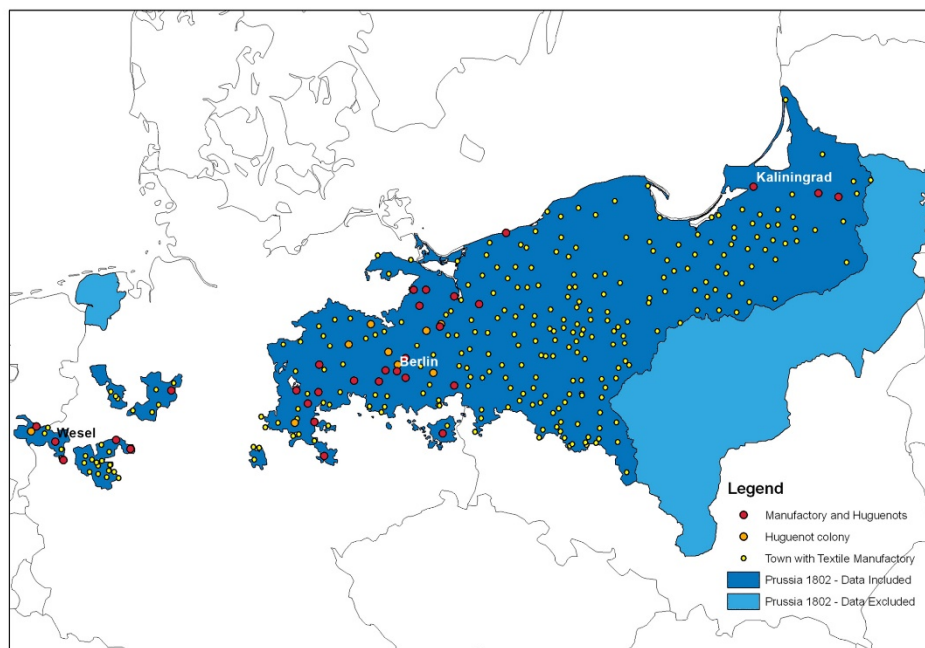 Kaliningrad
Berlin
Wesel
Legend
Manufactory and Huguenots
Huguenot colony
Town with Textile Manufactory
Prussia 1802 - Data Included
Prussia 1802 - Data Excluded